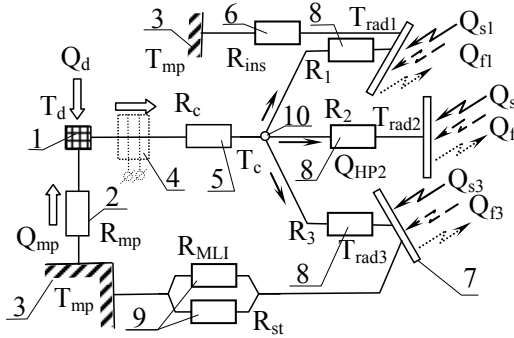 3 6 8 T_rad1 Q_s1
T_mp R_ins R_1 Q_f1
Q_d
T_d R_c 10 R_2 T_rad2 Q_s
1 Q_f
T_c
4 5 8 Q_HP2
2 Q_s3
Q_mp R_mp R_3 Q_f3
R_MLI T_rad3
3 T_mp 8 7
9 R_st